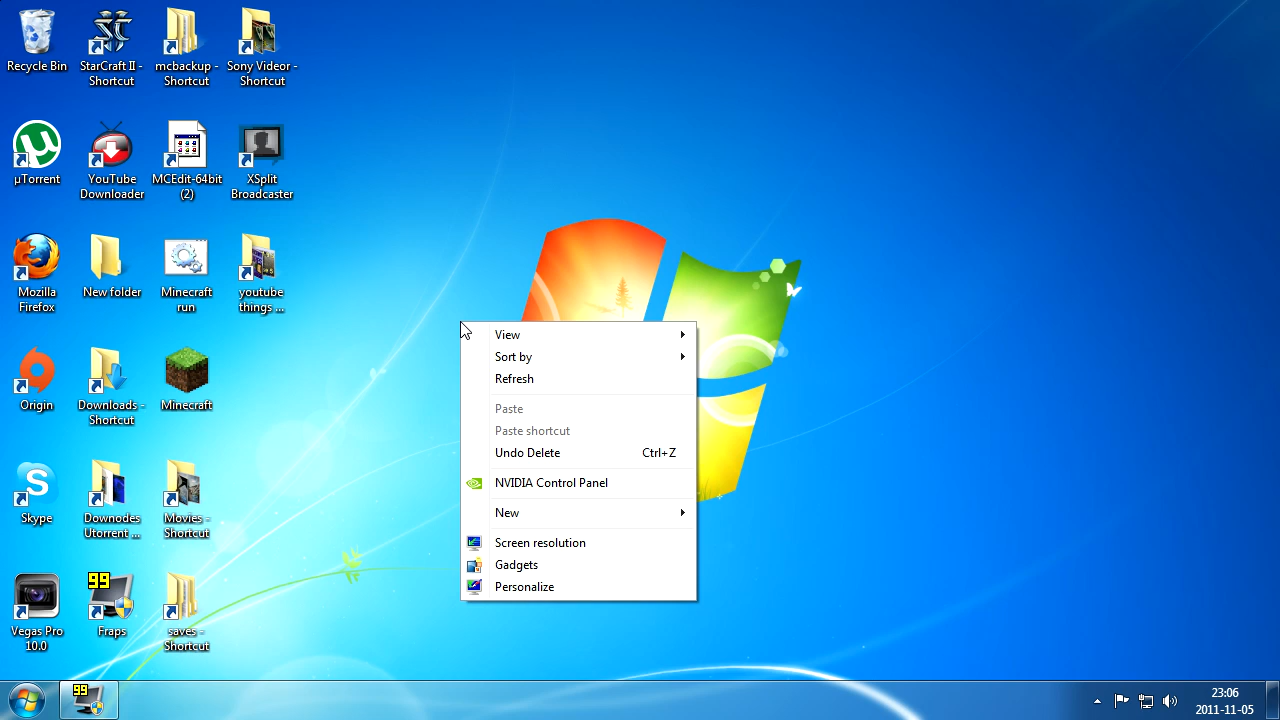 Recycle Bin
StarCraft II -
Shortcut
mcbackup -
Shortcut
Sony Videor -
Shortcut
µTorrent
YouTube
Downloader
MCEdit-64bit
(2)
XSplit
Broadcaster
Mozilla
Firefox
New folder
Minecraft
run
youtube
things ...
Origin
Downloads -
Shortcut
Minecraft
Skype
Downodes
Utorrent ...
Movies -
Shortcut
Vegas Pro
10.0
99
Fraps
saves -
Shortcut
View
Sort by
Refresh
Paste
Paste shortcut
Undo Delete Ctrl+Z
NVIDIA Control Panel
New
Screen resolution
Gadgets
Personalize
99
23:06
2011-11-05